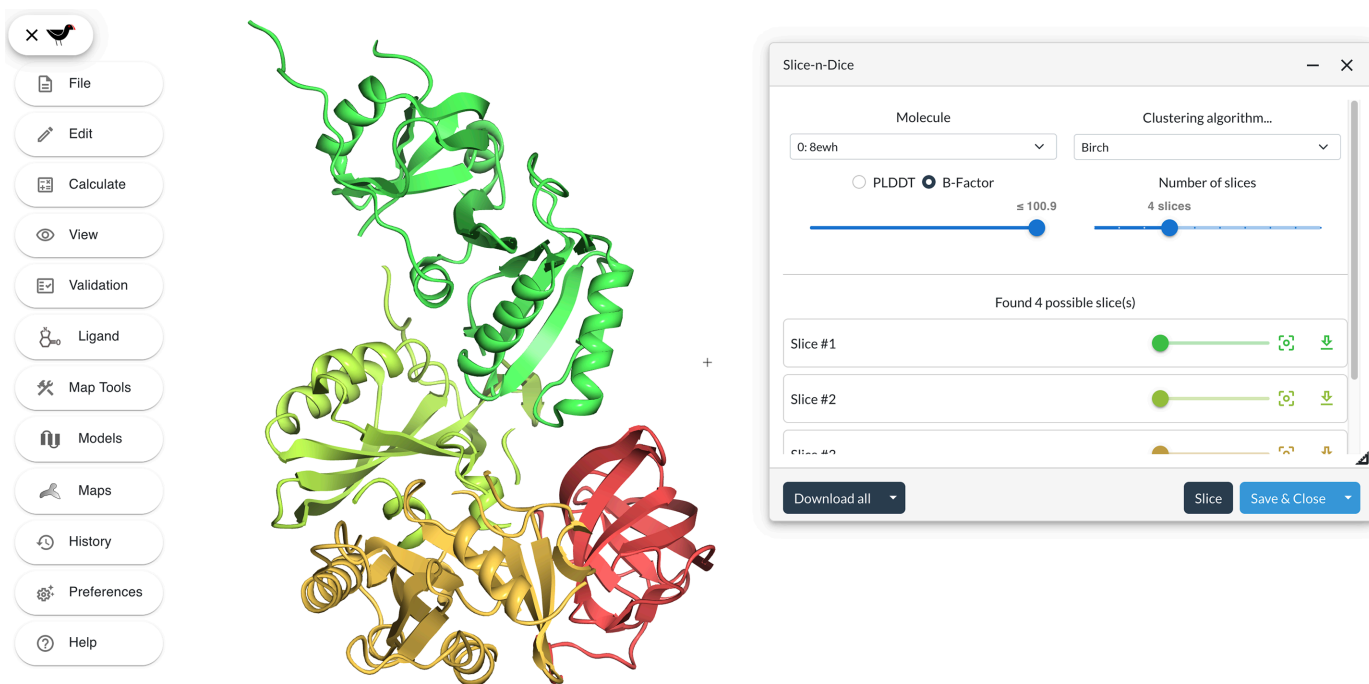 File
Edit
Calculate
View
Validation
Ligand
Map Tools
Models
Maps
History
Preferences
Help
Slice-n-Dice
Molecule
Clustering algorithm...
0: 8ewh
Birch
PLDDT
B-Factor
Number of slices
≤ 100.9
4 slices
Found 4 possible slice(s)
Slice #1
Slice #2
Slice #3
Download all
Slice
Save & Close